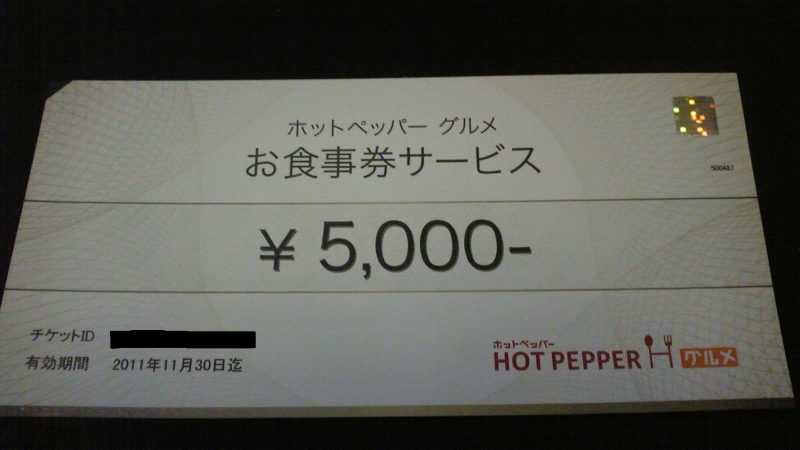 ホットペッパー グルメ
お食事券サービス
500487
¥ 5,000-
チケットID
有効期間 2011年11月30日迄
ホットペッパー
HOT PEPPER グルメ